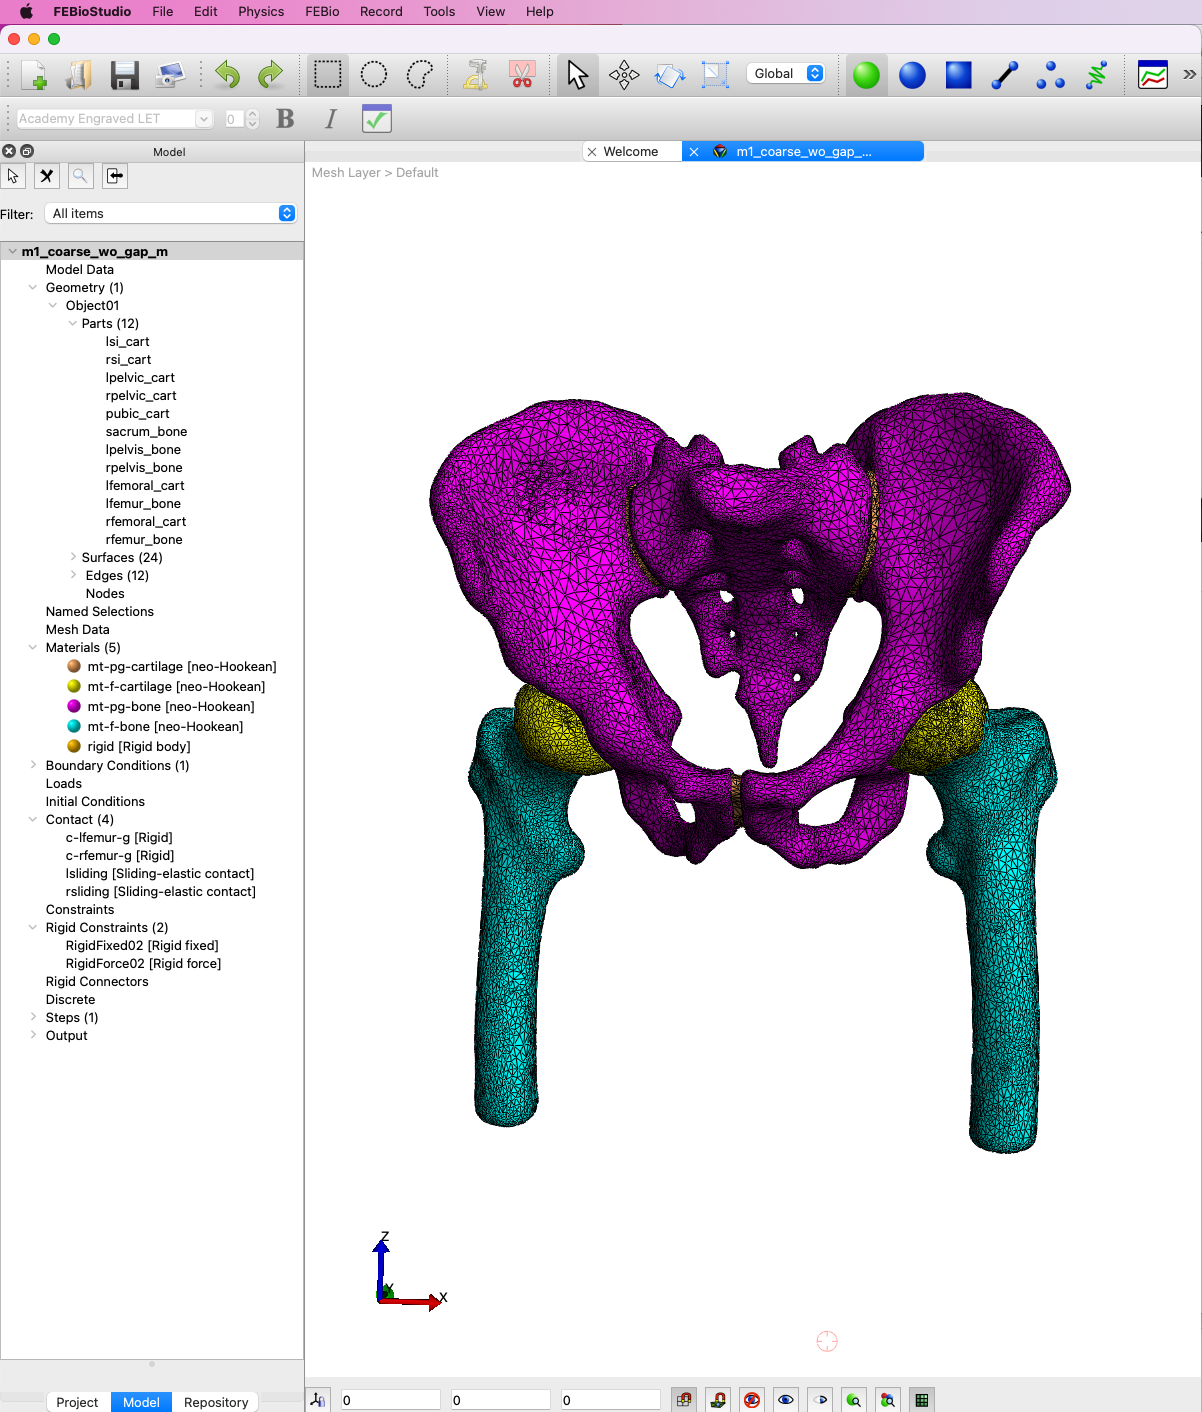 FEBioStudio File Edit Physics FEBio Record Tools View Help
Global
Academy Engraved LET 0 B I
Model
Welcome
m1_coarse_wo_gap_...
Mesh Layer > Default
Filter: All items
m1_coarse_wo_gap_m
Model Data
Geometry (1)
Object01
Parts (12)
lsi_cart
rsi_cart
lpelvic_cart
rpelvic_cart
pubic_cart
sacrum_bone
lpelvis_bone
rpelvis_bone
lfemoral_cart
lfemur_bone
rfemoral_cart
rfemur_bone
Surfaces (24)
Edges (12)
Nodes
Named Selections
Mesh Data
Materials (5)
mt-pg-cartilage [neo-Hookean]
mt-f-cartilage [neo-Hookean]
mt-pg-bone [neo-Hookean]
mt-f-bone [neo-Hookean]
rigid [Rigid body]
Boundary Conditions (1)
Loads
Initial Conditions
Contact (4)
c-lfemur-g [Rigid]
c-rfemur-g [Rigid]
lsliding [Sliding-elastic contact]
rsliding [Sliding-elastic contact]
Constraints
Rigid Constraints (2)
RigidFixed02 [Rigid fixed]
RigidForce02 [Rigid force]
Rigid Connectors
Discrete
Steps (1)
Output
Z
Y
X
Project Model Repository
0 0 0